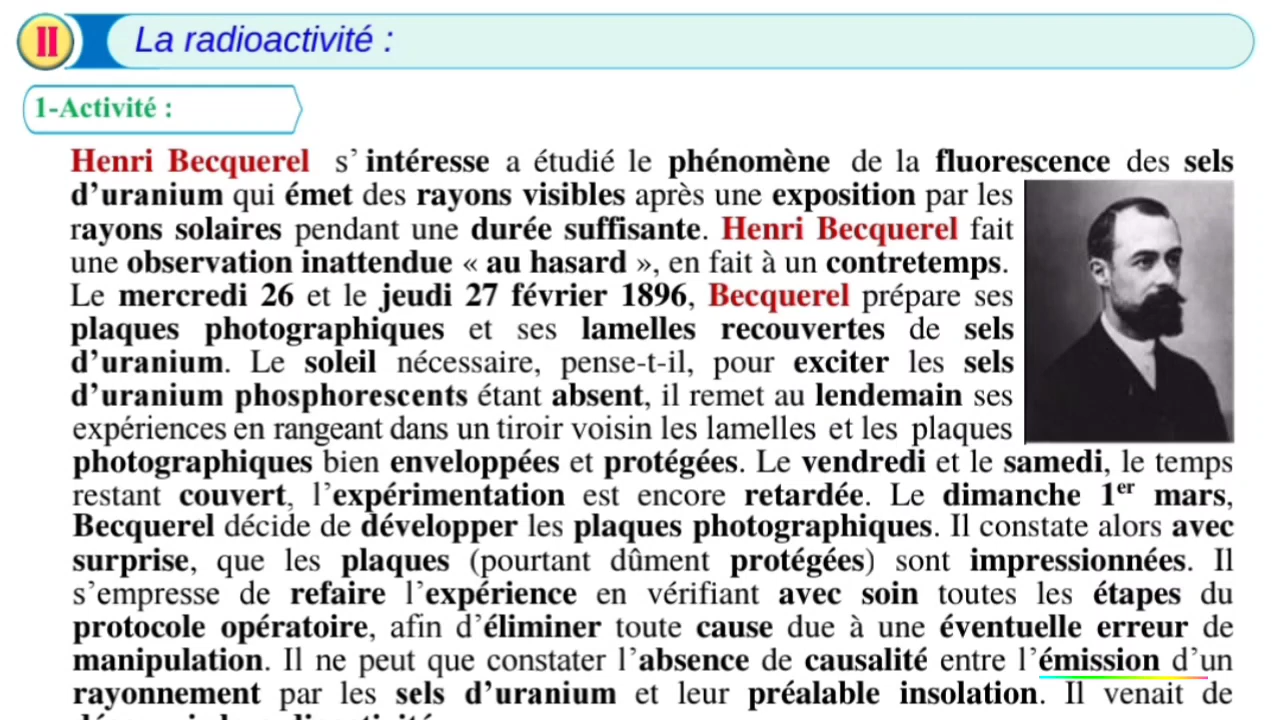 II La radioactivité :
1-Activité :
Henri Becquerel s’ intéresse a étudié le phénomène de la fluorescence des sels
d’uranium qui émet des rayons visibles après une exposition par les
rayons solaires pendant une durée suffisante. Henri Becquerel fait
une observation inattendue « au hasard », en fait à un contretemps.
Le mercredi 26 et le jeudi 27 février 1896, Becquerel prépare ses
plaques photographiques et ses lamelles recouvertes de sels
d’uranium. Le soleil nécessaire, pense-t-il, pour exciter les sels
d’uranium phosphorescents étant absent, il remet au lendemain ses
expériences en rangeant dans un tiroir voisin les lamelles et les plaques
photographiques bien enveloppées et protégées. Le vendredi et le samedi, le temps
restant couvert, l’expérimentation est encore retardée. Le dimanche 1er mars,
Becquerel décide de développer les plaques photographiques. Il constate alors avec
surprise, que les plaques (pourtant dûment protégées) sont impressionnées. Il
s’empresse de refaire l’expérience en vérifiant avec soin toutes les étapes du
protocole opératoire, afin d’éliminer toute cause due à une éventuelle erreur de
manipulation. Il ne peut que constater l’absence de causalité entre l’émission d’un
rayonnement par les sels d’uranium et leur préalable insolation. Il venait de